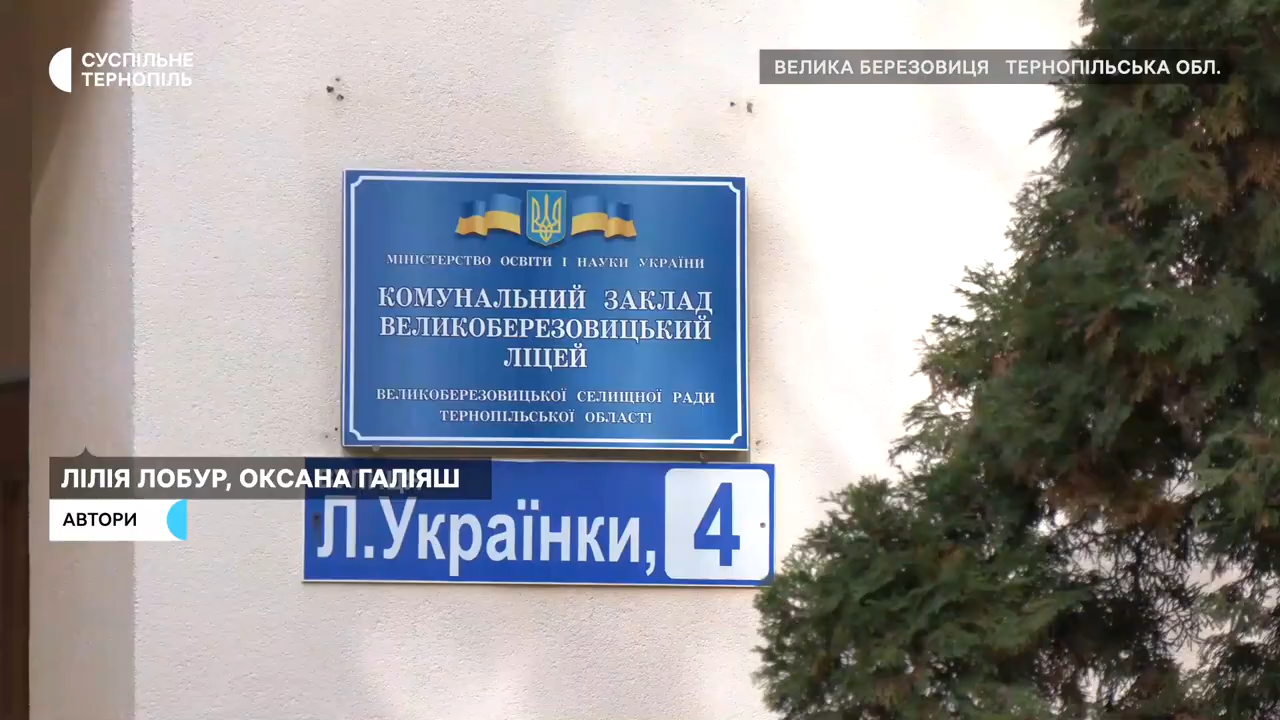 СУСПІЛЬНЕ
ТЕРНОПІЛЬ
ВЕЛИКА БЕРЕЗОВИЦЯ ТЕРНОПІЛЬСЬКА ОБЛ.
МІНІСТЕРСТВО ОСВІТИ І НАУКИ УКРАЇНИ
КОМУНАЛЬНИЙ ЗАКЛАД
ВЕЛИКОБЕРЕЗОВИЦЬКИЙ
ЛІЦЕЙ
ВЕЛИКОБЕРЕЗОВИЦЬКОЇ СЕЛИЩНОЇ РАДИ
ТЕРНОПІЛЬСЬКОЇ ОБЛАСТІ
ЛІЛІЯ ЛОБУР, ОКСАНА ГАЛІЯШ
АВТОРИ
Л.Українки, 4